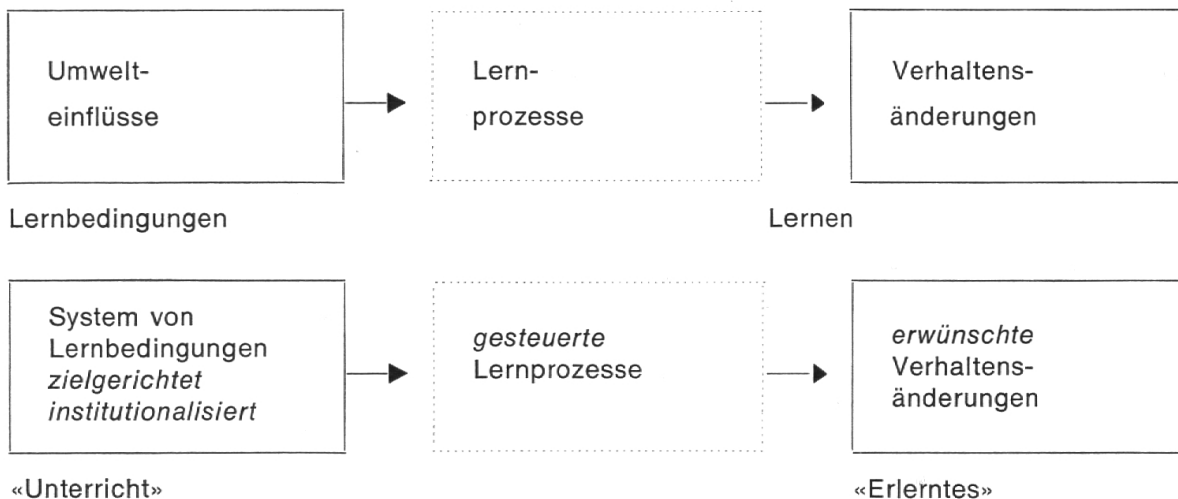 Umwelt-
einflüsse
Lern-
prozesse
Verhaltens-
änderungen
Lernbedingungen
Lernen
System von
Lernbedingungen
zielgerichtet
institutionalisiert
gesteuerte
Lernprozesse
erwünschte
Verhaltens-
änderungen
«Unterricht»
«Erlerntes»